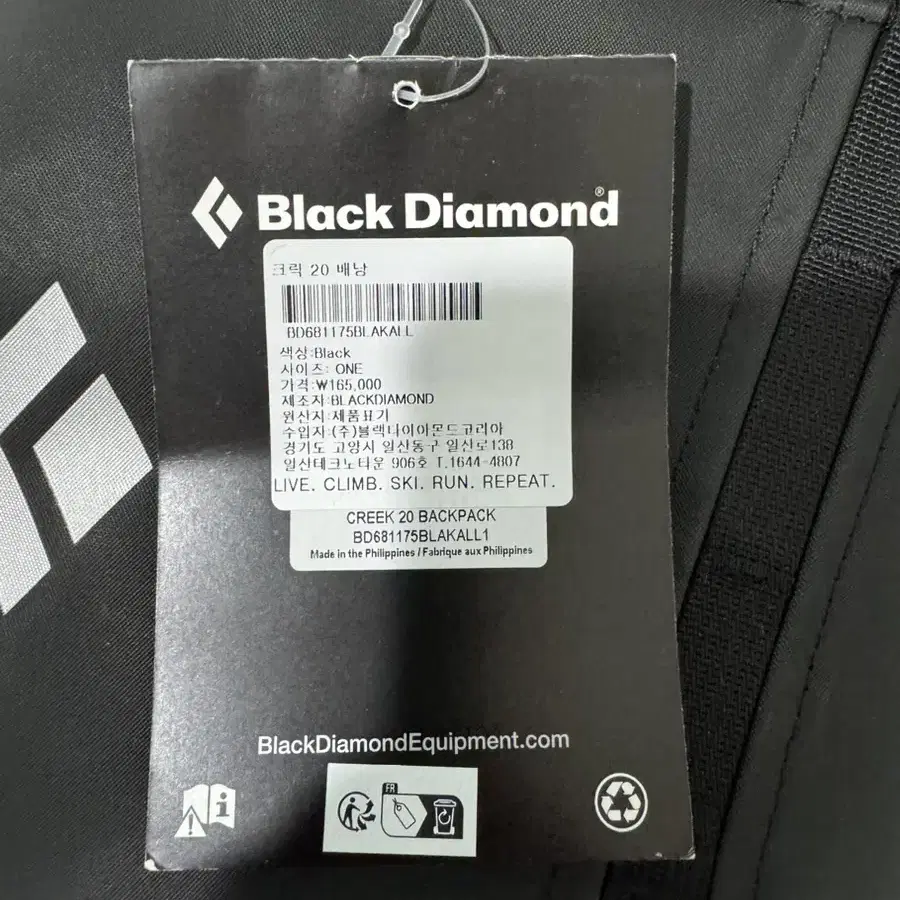 Black Diamond®
크릭 20 배낭
BD681175BLAKALL
색상:Black
사이즈: ONE
가격:₩165,000
제조자:BLACKDIAMOND
원산지:제품표기
수입자:(주)블랙다이아몬드코리아
경기도 고양시 일산동구 일산로138
일산테크노타운 906호 T.1644-4807
LIVE. CLIMB. SKI. RUN. REPEAT.
CREEK 20 BACKPACK
BD681175BLAKALL1
Made in the Philippines / Fabrique aux Philippines
BlackDiamondEquipment.com
FR